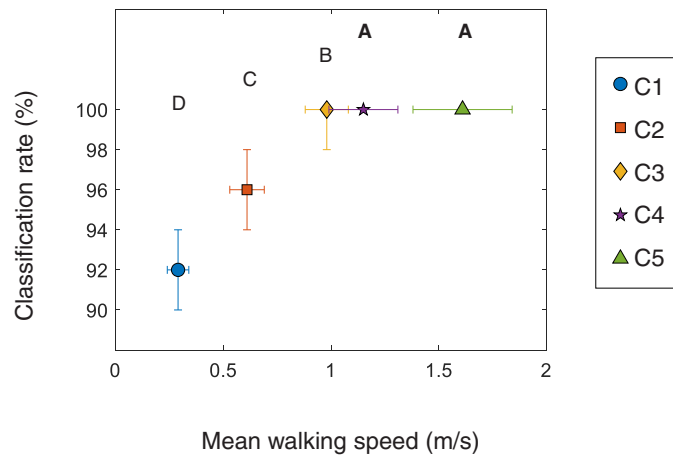 A A
B
C
D
Classification rate (%)
100
98
96
94
92
90
0 0.5 1 1.5 2
Mean walking speed (m/s)
C1
C2
C3
C4
C5